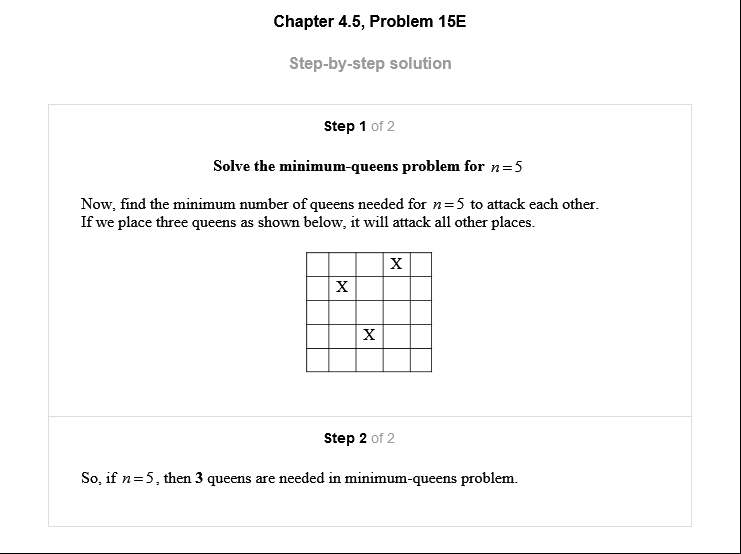 Chapter 4.5, Problem 15E
Step-by-step solution
Step 1 of 2
Solve the minimum-queens problem for n=5
Now, find the minimum number of queens needed for n=5 to attack each other.
If we place three queens as shown below, it will attack all other places.
X
X
X
Step 2 of 2
So, if n=5, then 3 queens are needed in minimum-queens problem.